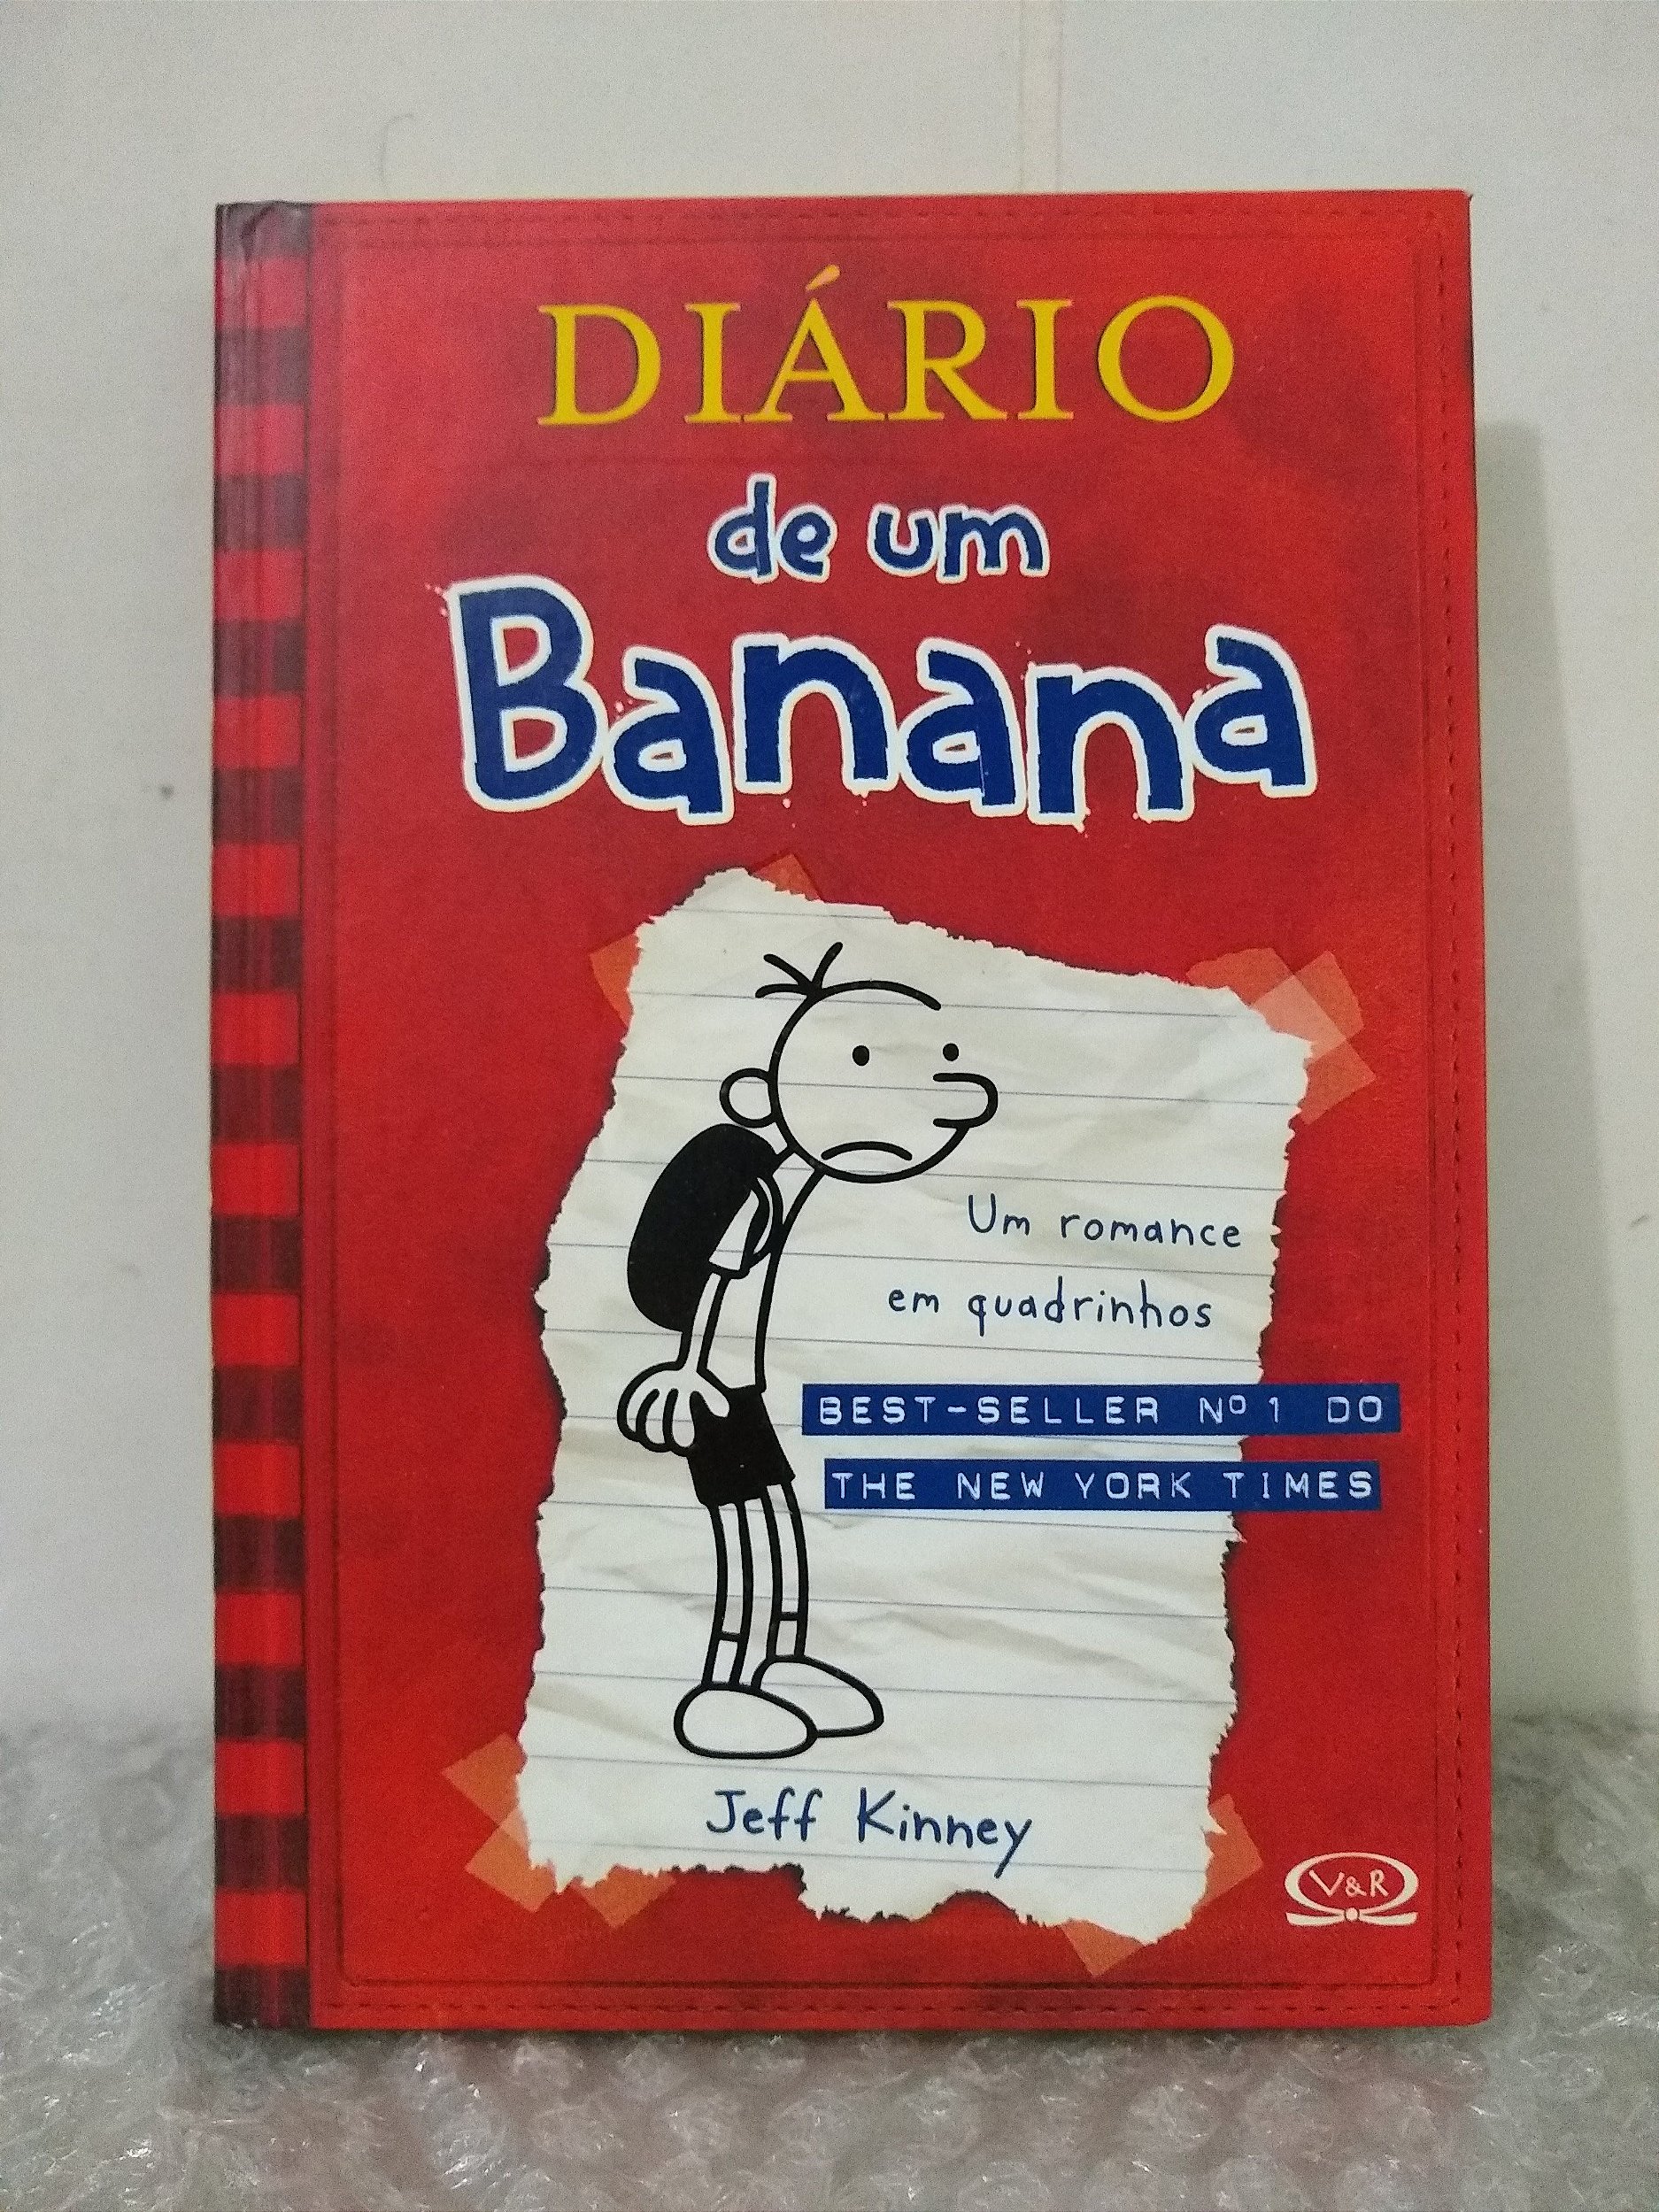 DIÁRIO
de um
Banana
Um romance
em quadrinhos
BEST-SELLER Nº 1 DO
THE NEW YORK TIMES
Jeff Kinney
V&R